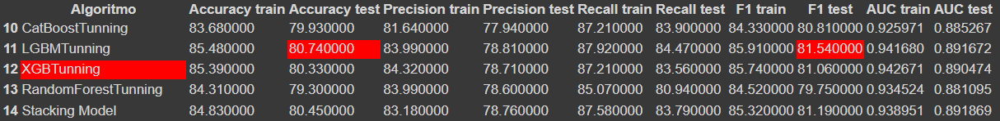 Algoritmo Accuracy train Accuracy test Precision train Precision test Recall train Recall test F1 train F1 test AUC train AUC test
10 CatBoostTunning 83.680000 79.930000 81.640000 77.940000 87.210000 83.900000 84.330000 80.810000 0.925971 0.885267
11 LGBMTunning 85.480000 80.740000 83.990000 78.810000 87.920000 84.470000 85.910000 81.540000 0.941680 0.891672
12 XGBTunning 85.390000 80.330000 84.320000 78.710000 87.210000 83.560000 85.740000 81.060000 0.942671 0.890474
13 RandomForestTunning 84.310000 79.300000 83.960000 78.600000 85.070000 80.940000 84.520000 79.750000 0.934524 0.881095
14 Stacking Model 84.830000 80.450000 83.180000 78.760000 87.580000 83.790000 85.320000 81.190000 0.938951 0.891869